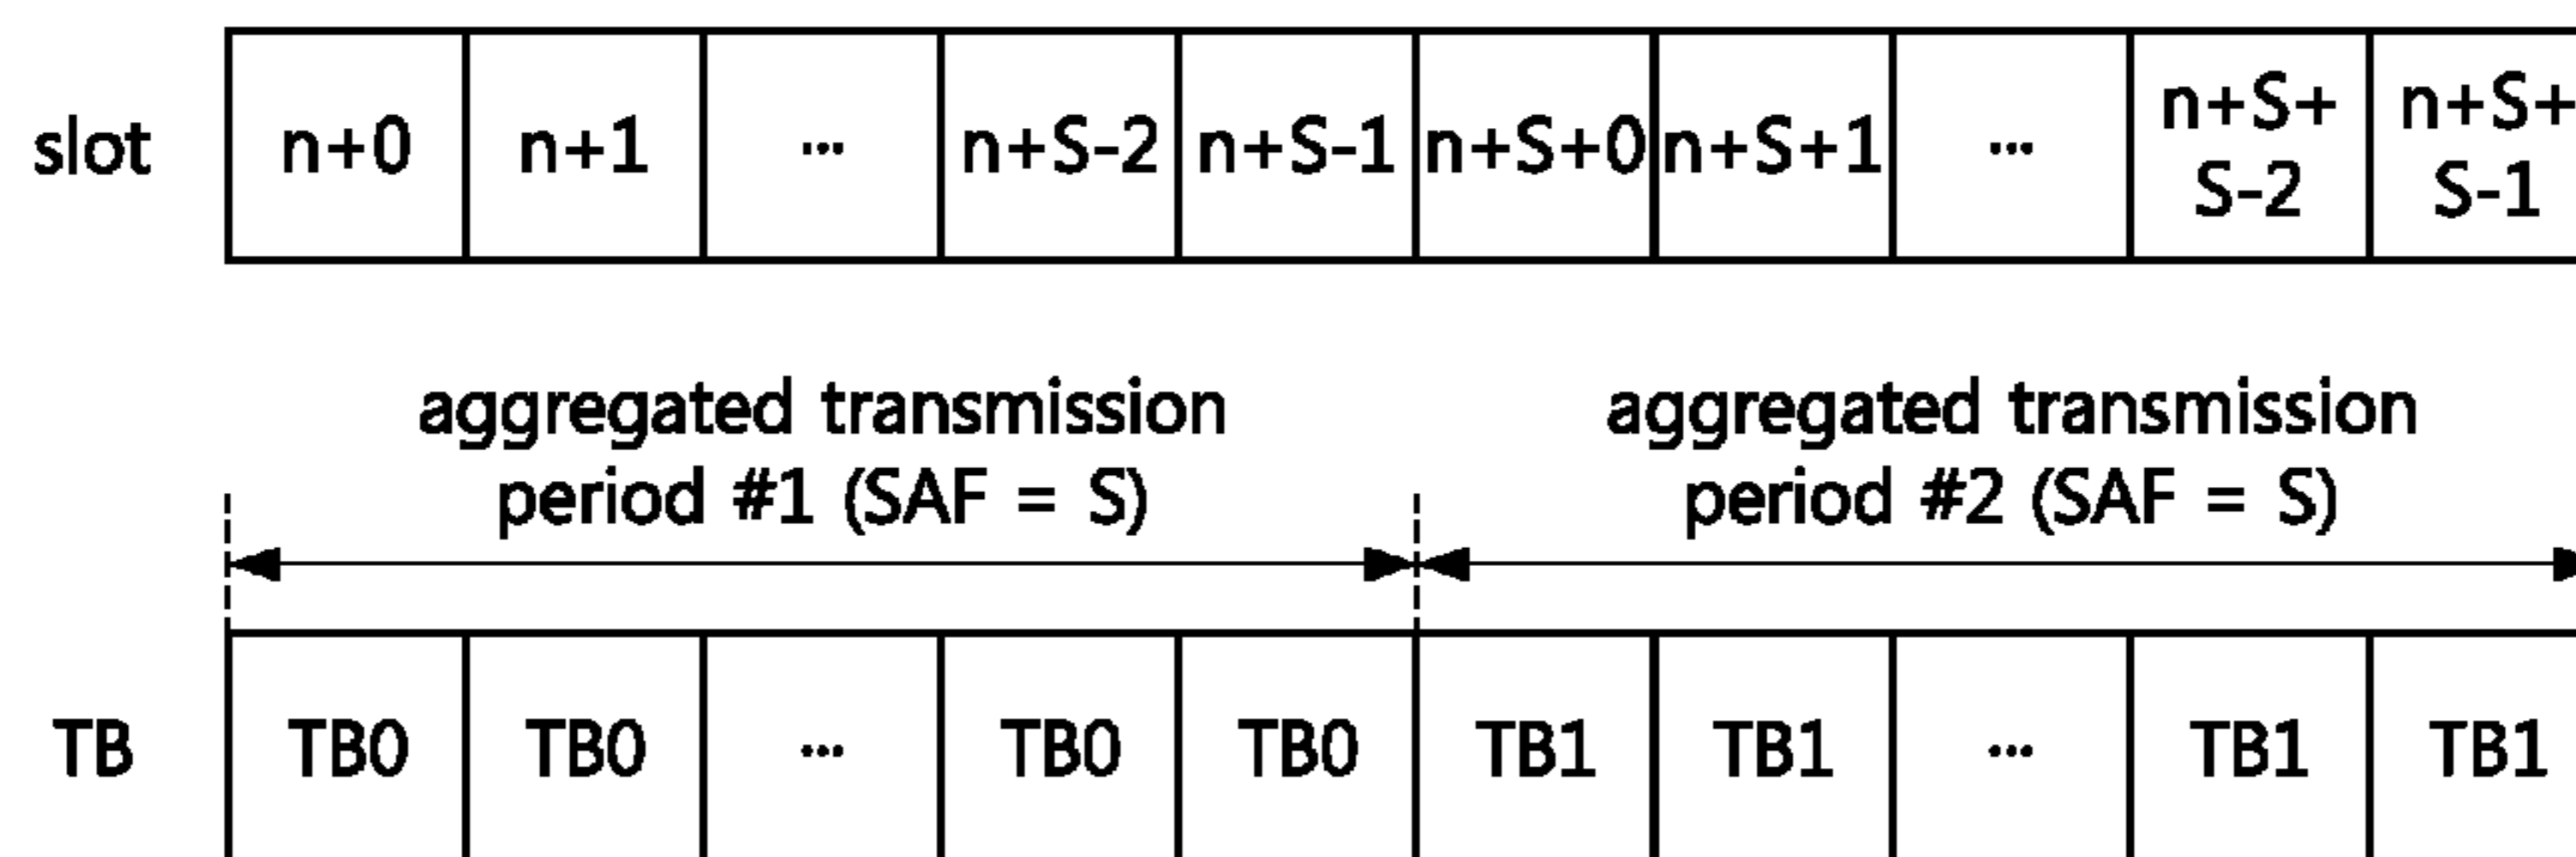 slot n+0 n+1 ... n+S-2 n+S-1 n+S+0 n+S+1 ... n+S+ n+S+
S-2 S-1
aggregated transmission aggregated transmission
period #1 (SAF = S) period #2 (SAF = S)
TB TB0 TB0 ... TB0 TB0 TB1 TB1 ... TB1 TB1